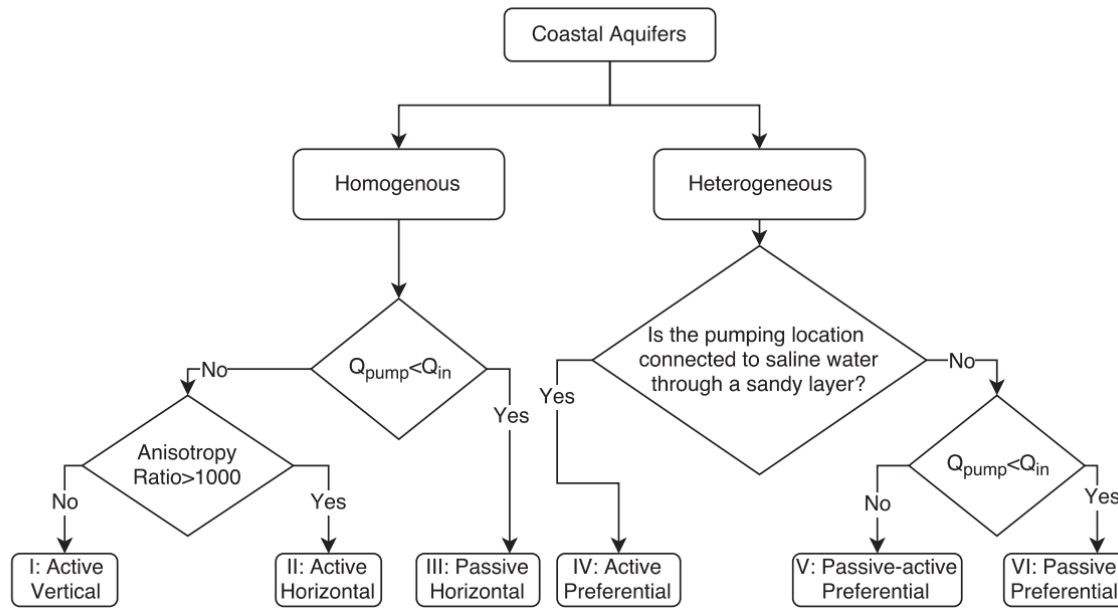 Coastal Aquifers
Homogenous
Heterogeneous
Is the pumping location
connected to saline water
through a sandy layer?
Q_pump<Q_in
No
Yes
Yes
No
Anisotropy
Ratio>1000
Q_pump<Q_in
No
Yes
No
Yes
I: Active
Vertical
II: Active
Horizontal
III: Passive
Horizontal
IV: Active
Preferential
V: Passive-active
Preferential
VI: Passive
Preferential